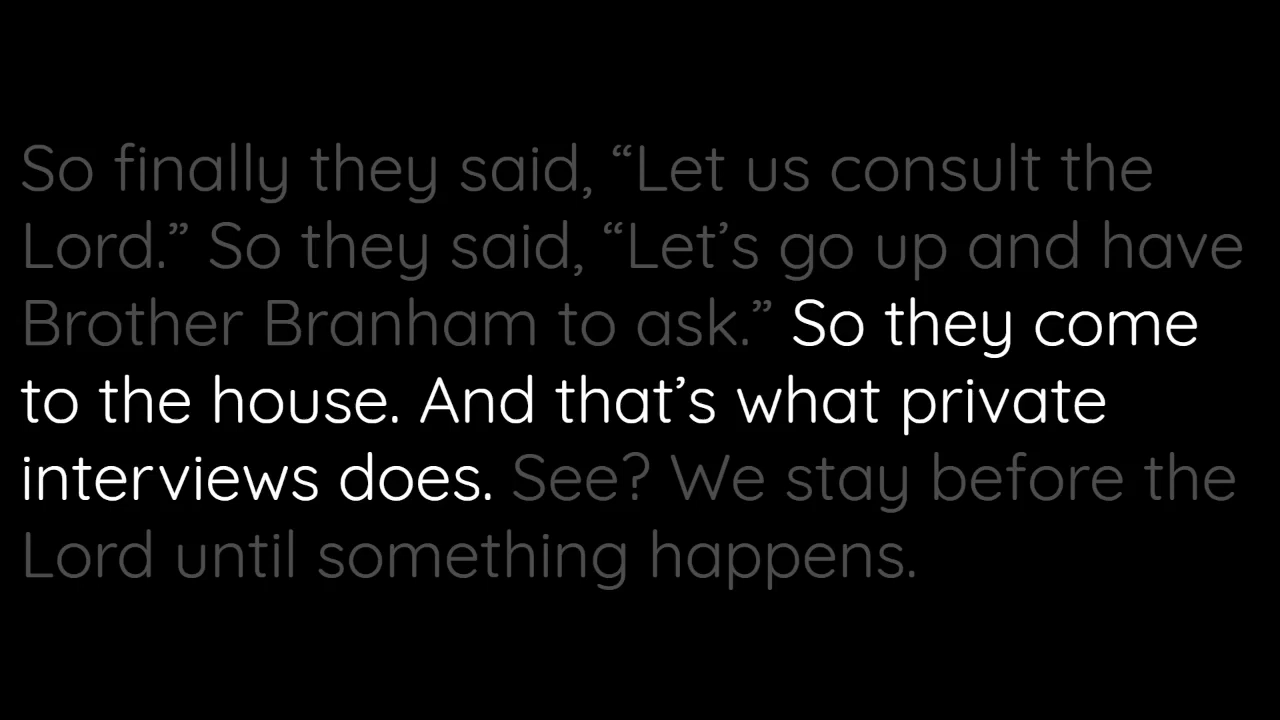 So finally they said, “Let us consult the
Lord.” So they said, “Let’s go up and have
Brother Branham to ask.” So they come
to the house. And that’s what private
interviews does. See? We stay before the
Lord until something happens.